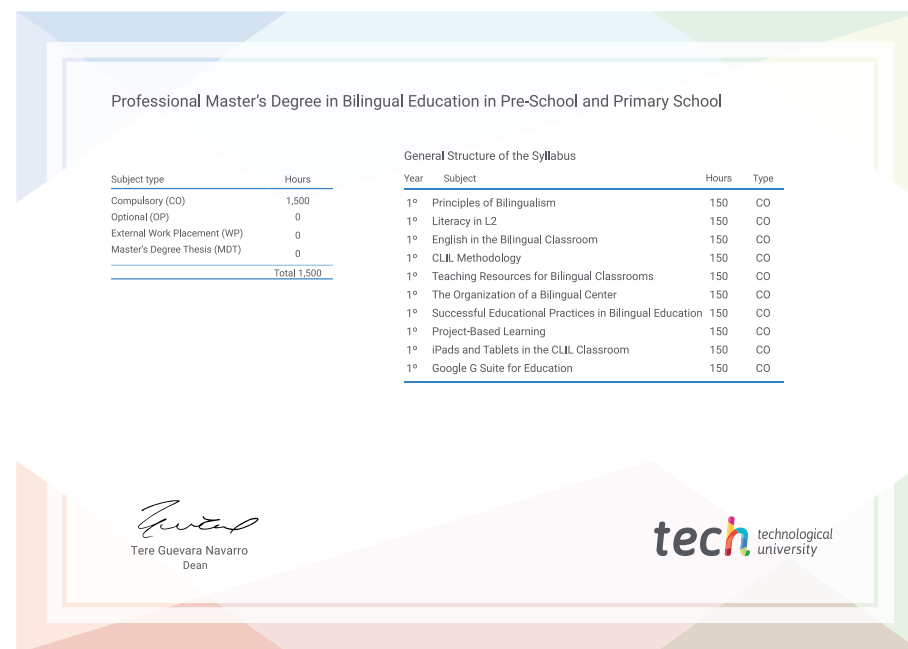 Professional Master's Degree in Bilingual Education in Pre-School and Primary School
Subject type Hours
Compulsory (CO) 1,500
Optional (OP) 0
External Work Placement (WP) 0
Master's Degree Thesis (MDT) 0
Total 1,500
General Structure of the Syllabus
Year Subject Hours Type
1º Principles of Bilingualism 150 CO
1º Literacy in L2 150 CO
1º English in the Bilingual Classroom 150 CO
1º CLIL Methodology 150 CO
1º Teaching Resources for Bilingual Classrooms 150 CO
1º The Organization of a Bilingual Center 150 CO
1º Successful Educational Practices in Bilingual Education 150 CO
1º Project-Based Learning 150 CO
1º iPads and Tablets in the CLIL Classroom 150 CO
1º Google G Suite for Education 150 CO
Tere Guevara Navarro
Dean
tech technological
university